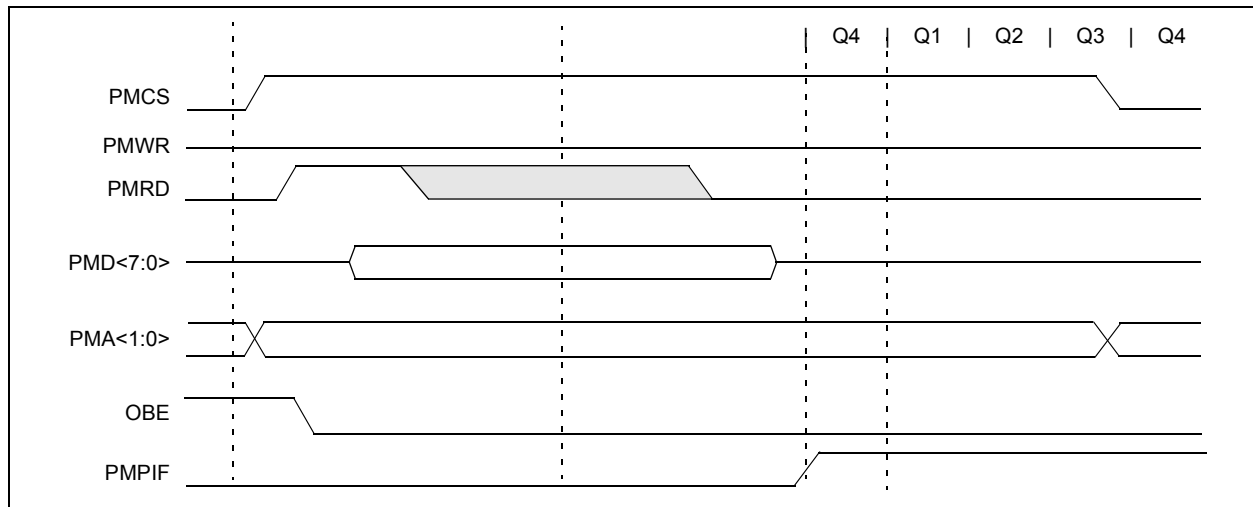 | Q4 | Q1 | Q2 | Q3 | Q4
PMCS
PMWR
PMRD
PMD<7:0>
PMA<1:0>
OBE
PMPIF